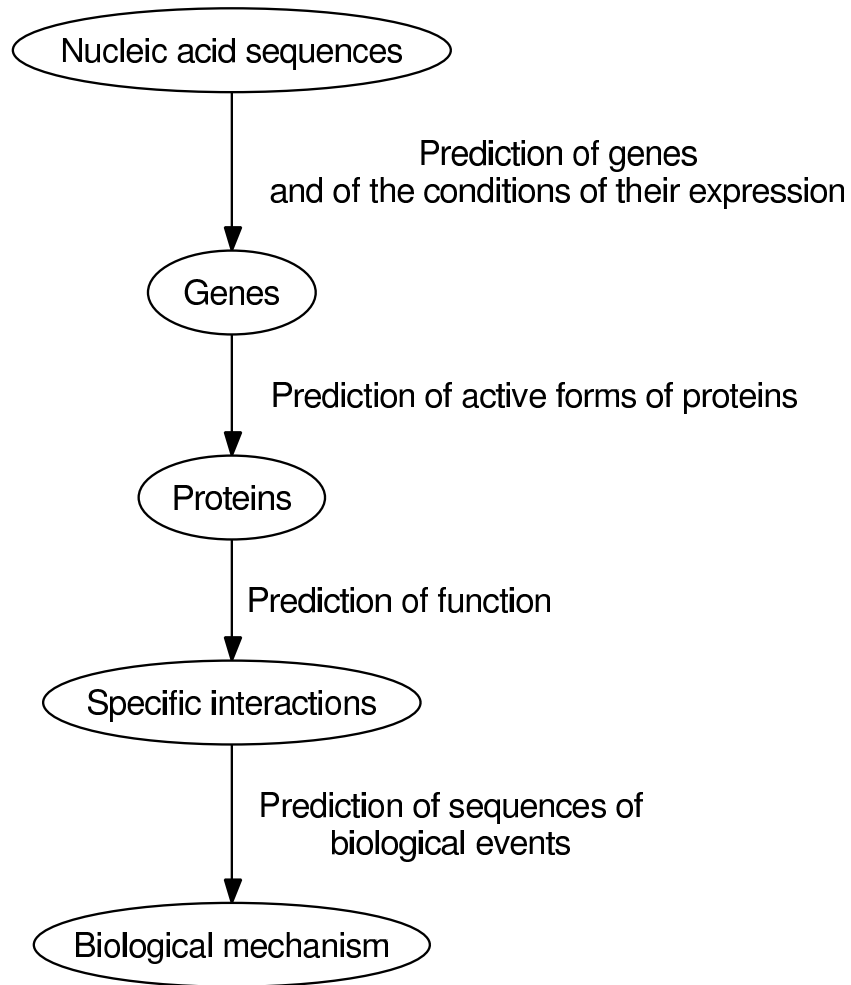 Nucleic acid sequences
Prediction of genes
and of the conditions of their expression
Genes
Prediction of active forms of proteins
Proteins
Prediction of function
Specific interactions
Prediction of sequences of
biological events
Biological mechanism